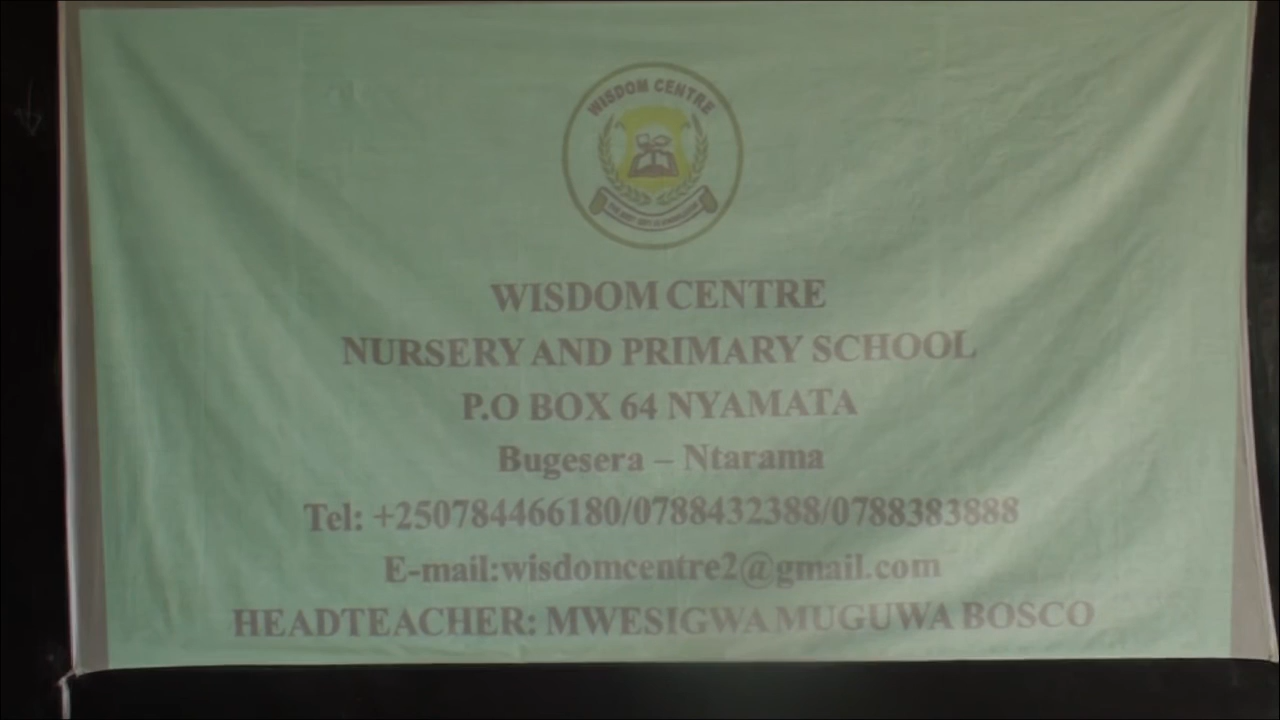 WISDOM CENTRE
WISDOM CENTRE
NURSERY AND PRIMARY SCHOOL
P.O BOX 64 NYAMATA
Bugesera – Ntarama
Tel: +250784466180/0788432388/0788383888
E-mail:wisdomcentre2@gmail.com
HEADTEACHER: MWESIGWA MUGUWA BOSCO